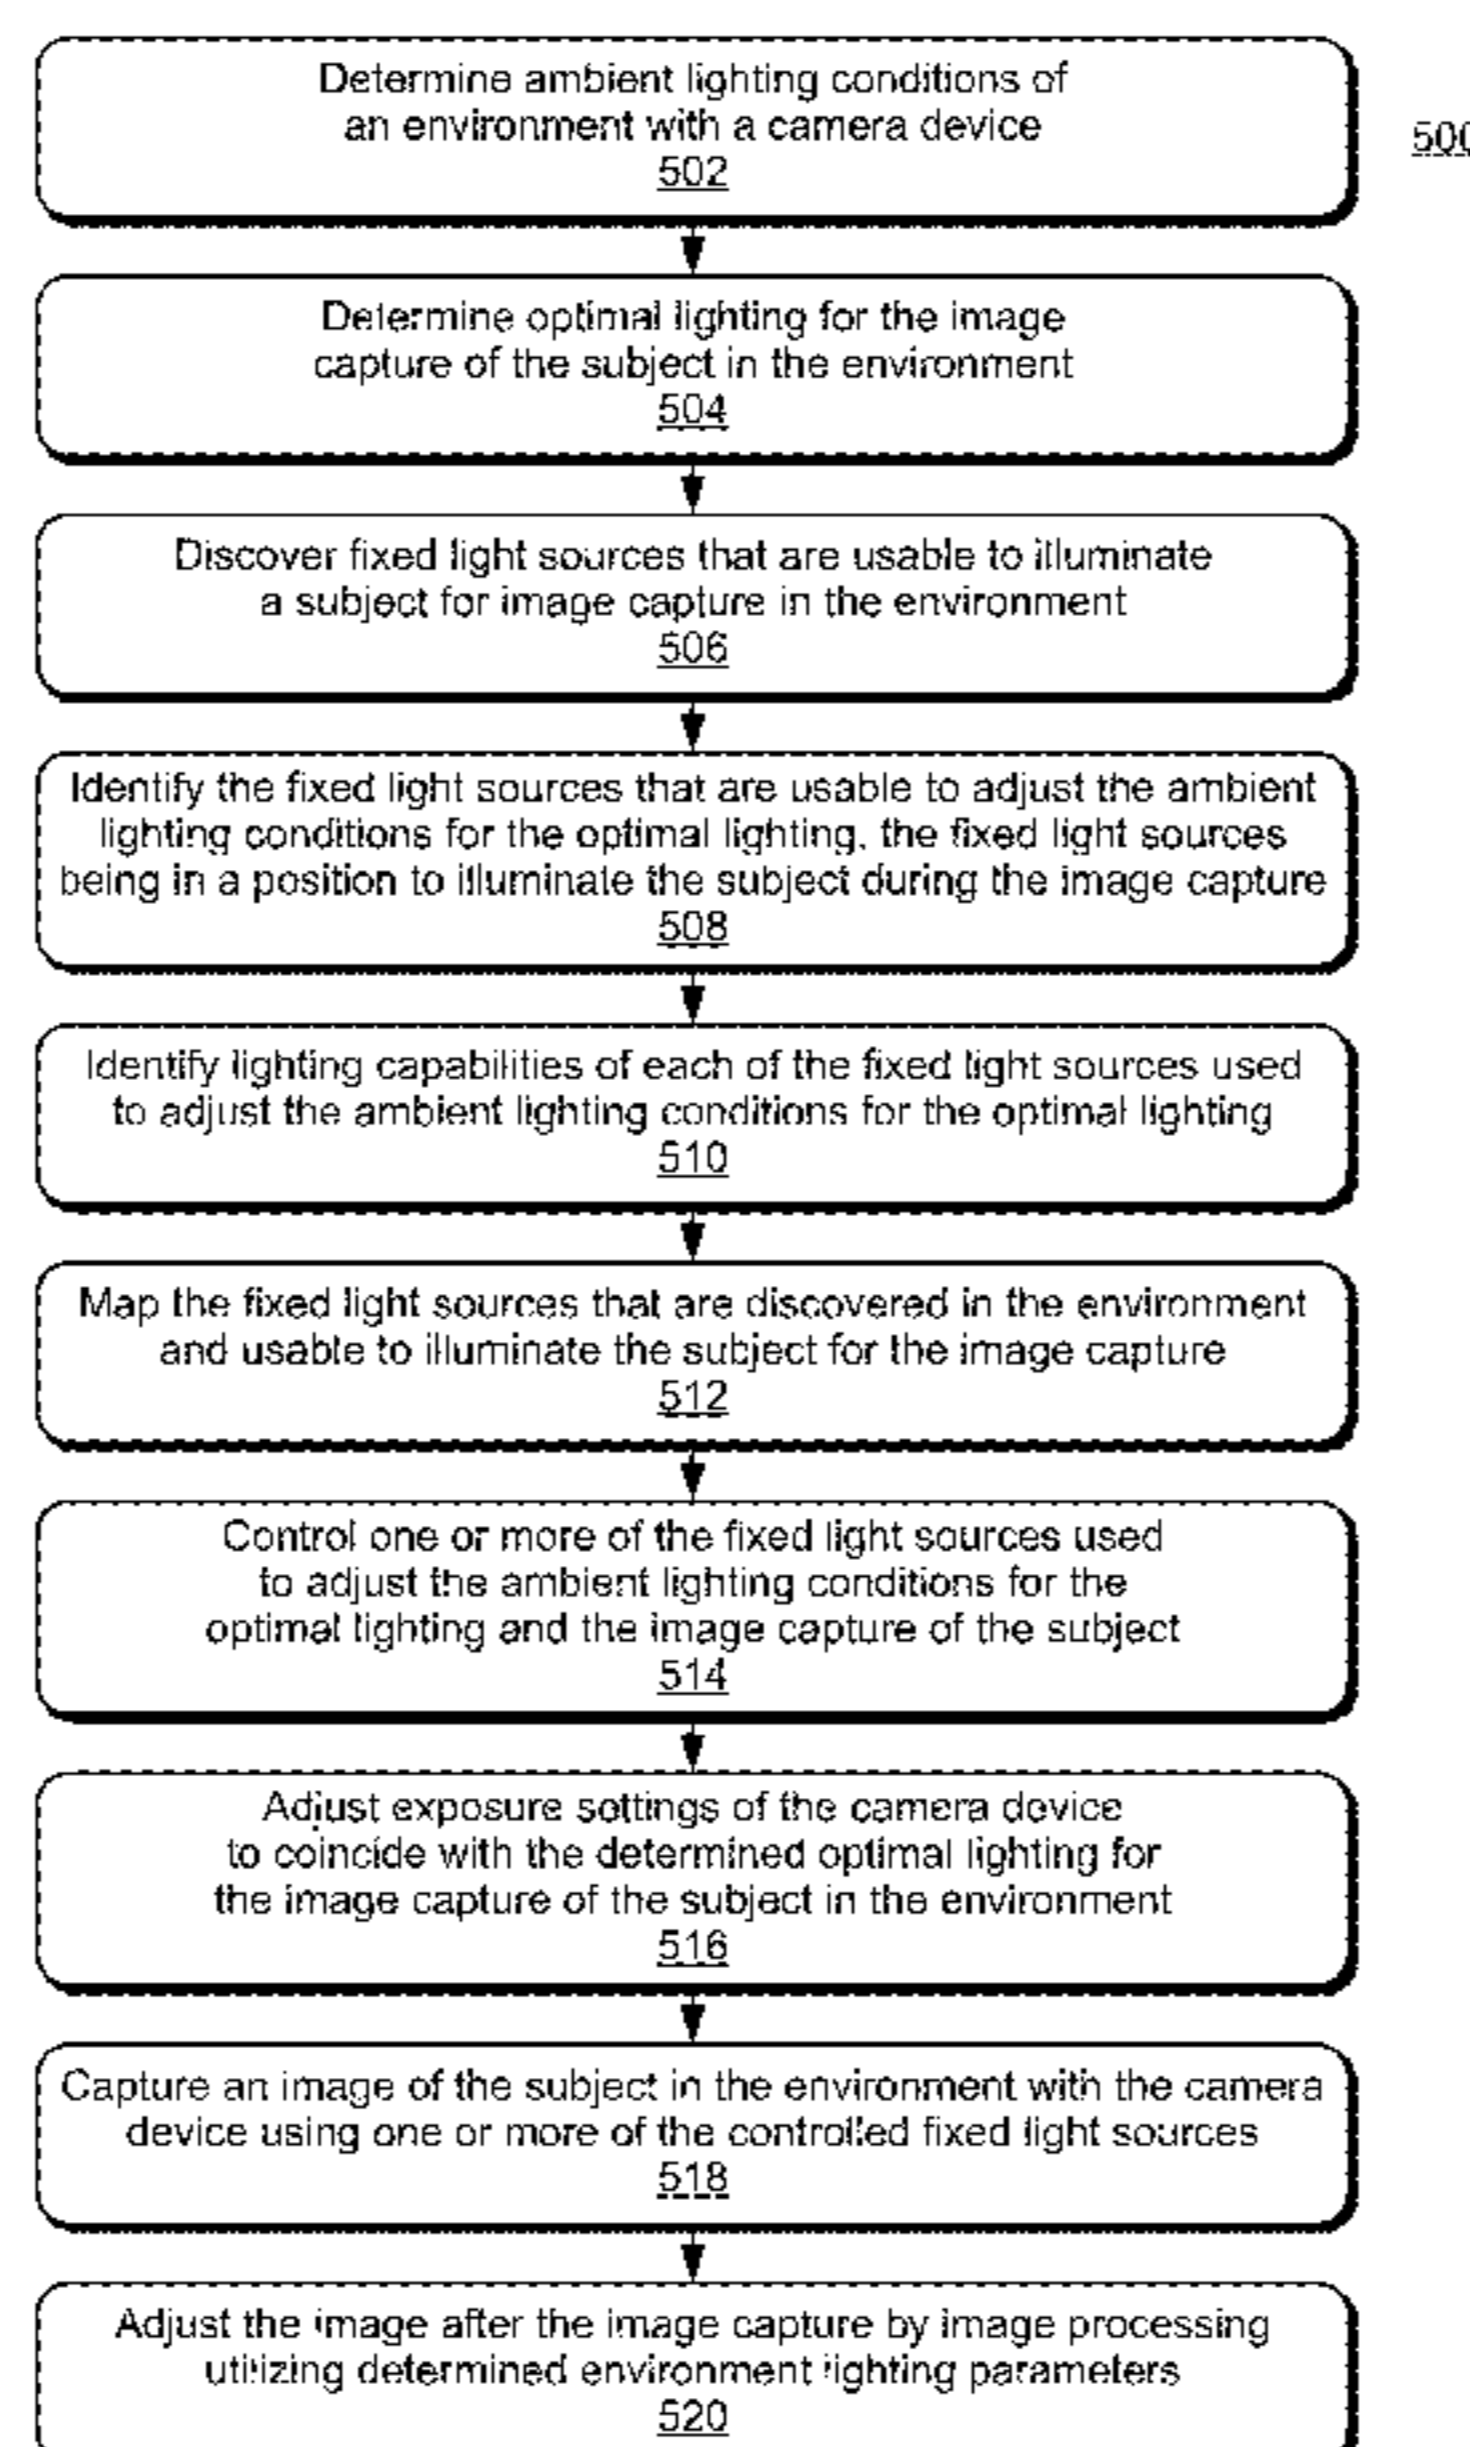 Determine ambient lighting conditions of
an environment with a camera device
502
500
Determine optimal lighting for the image
capture of the subject in the environment
504
Discover fixed light sources that are usable to illuminate
a subject for image capture in the environment
506
Identify the fixed light sources that are usable to adjust the ambient
lighting conditions for the optimal lighting, the fixed light sources
being in a position to illuminate the subject during the image capture
508
Identify lighting capabilities of each of the fixed light sources used
to adjust the ambient lighting conditions for the optimal lighting
510
Map the fixed light sources that are discovered in the environment
and usable to illuminate the subject for the image capture
512
Control one or more of the fixed light sources used
to adjust the ambient lighting conditions for the
optimal lighting and the image capture of the subject
514
Adjust exposure settings of the camera device
to coincide with the determined optimal lighting for
the image capture of the subject in the environment
516
Capture an image of the subject in the environment with the camera
device using one or more of the controlled fixed light sources
518
Adjust the image after the image capture by image processing
utilizing determined environment lighting parameters
520